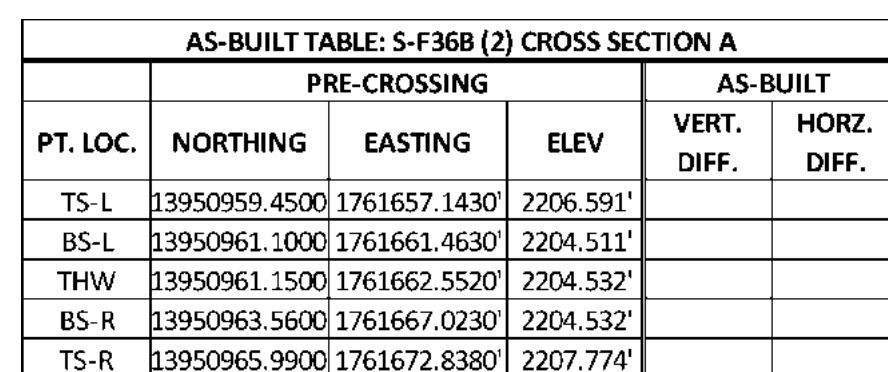 AS-BUILT TABLE: S-F36B (2) CROSS SECTION A
PRE-CROSSING AS-BUILT
PT. LOC. NORTHING EASTING ELEV VERT. DIFF. HORZ. DIFF.
TS-L 13950959.4500 1761657.1430' 2206.591'
BS-L 13950961.1000 1761661.4630' 2204.511'
THW 13950961.1500 1761662.5520' 2204.532'
BS-R 13950963.5600 1761667.0230' 2204.532'
TS-R 13950965.9900 1761672.8380' 2207.774'